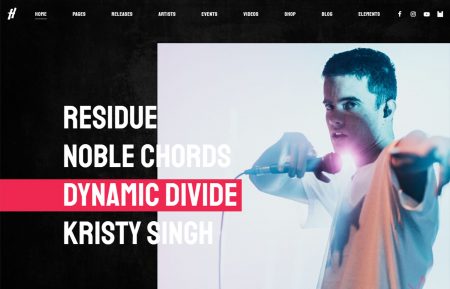 HOME PAGES RELEASES ARTISTS EVENTS VIDEOS SHOP BLOG ELEMENTS
RESIDUE
NOBLE CHORDS
DYNAMIC DIVIDE
KRISTY SINGH